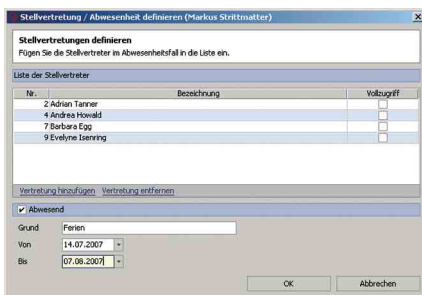 Stellvertretung / Abwesenheit definieren (Markus Strittmatter)
Stellvertretungen definieren
Fügen Sie die Stellvertreter im Abwesenheitsfall in die Liste ein.
Liste der Stellvertreter
Nr. Bezeichnung Vollzugriff
2 Adrian Tanner
4 Andrea Howald
7 Barbara Egg
9 Evelyne Isenring
Vertretung hinzufügen Vertretung entfernen
Abwesend
Grund Ferien
Von 14.07.2007
Bis 07.08.2007
OK Abbrechen